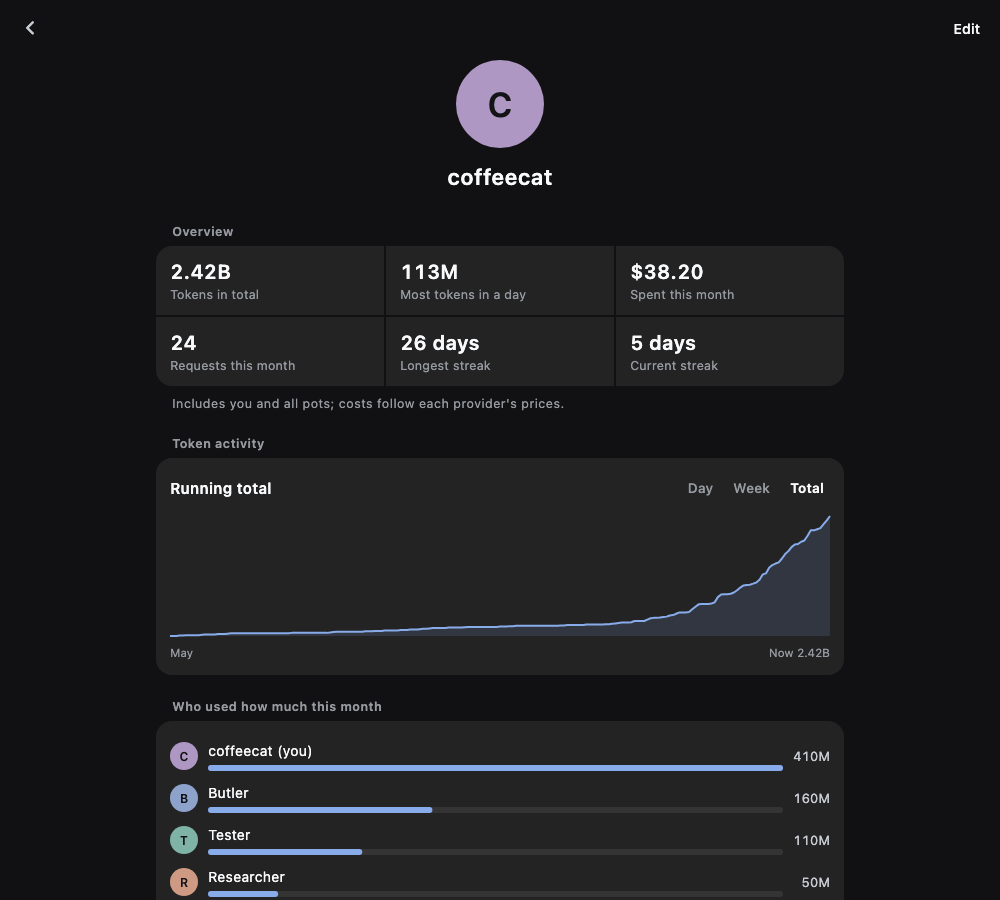 Edit
C
coffeecat
Overview
2.42B
Tokens in total
113M
Most tokens in a day
$38.20
Spent this month
24
Requests this month
26 days
Longest streak
5 days
Current streak
Includes you and all pots; costs follow each provider's prices.
Token activity
Running total
Day Week Total
May
Now 2.42B
Who used how much this month
C
coffeecat (you)
410M
B
Butler
160M
T
Tester
110M
R
Researcher
50M